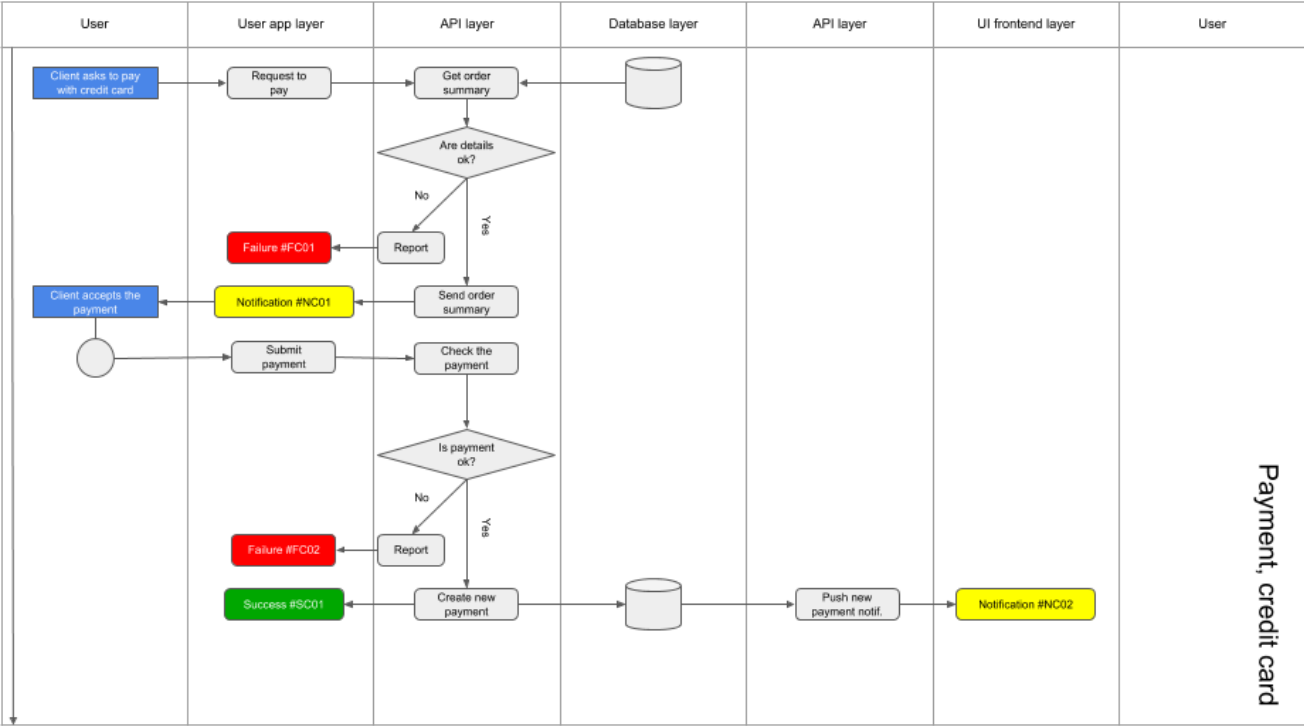 User
User app layer
API layer
Database layer
API layer
UI frontend layer
User
Client asks to pay
with credit card
Request to
pay
Get order
summary
Are details
ok?
No
Yes
Failure #FC01
Report
Client accepts the
payment
Notification #NC01
Send order
summary
Submit
payment
Check the
payment
Is payment
ok?
No
Yes
Failure #FC02
Report
Success #SC01
Create new
payment
Push new
payment notif.
Notification #NC02
Payment, credit card